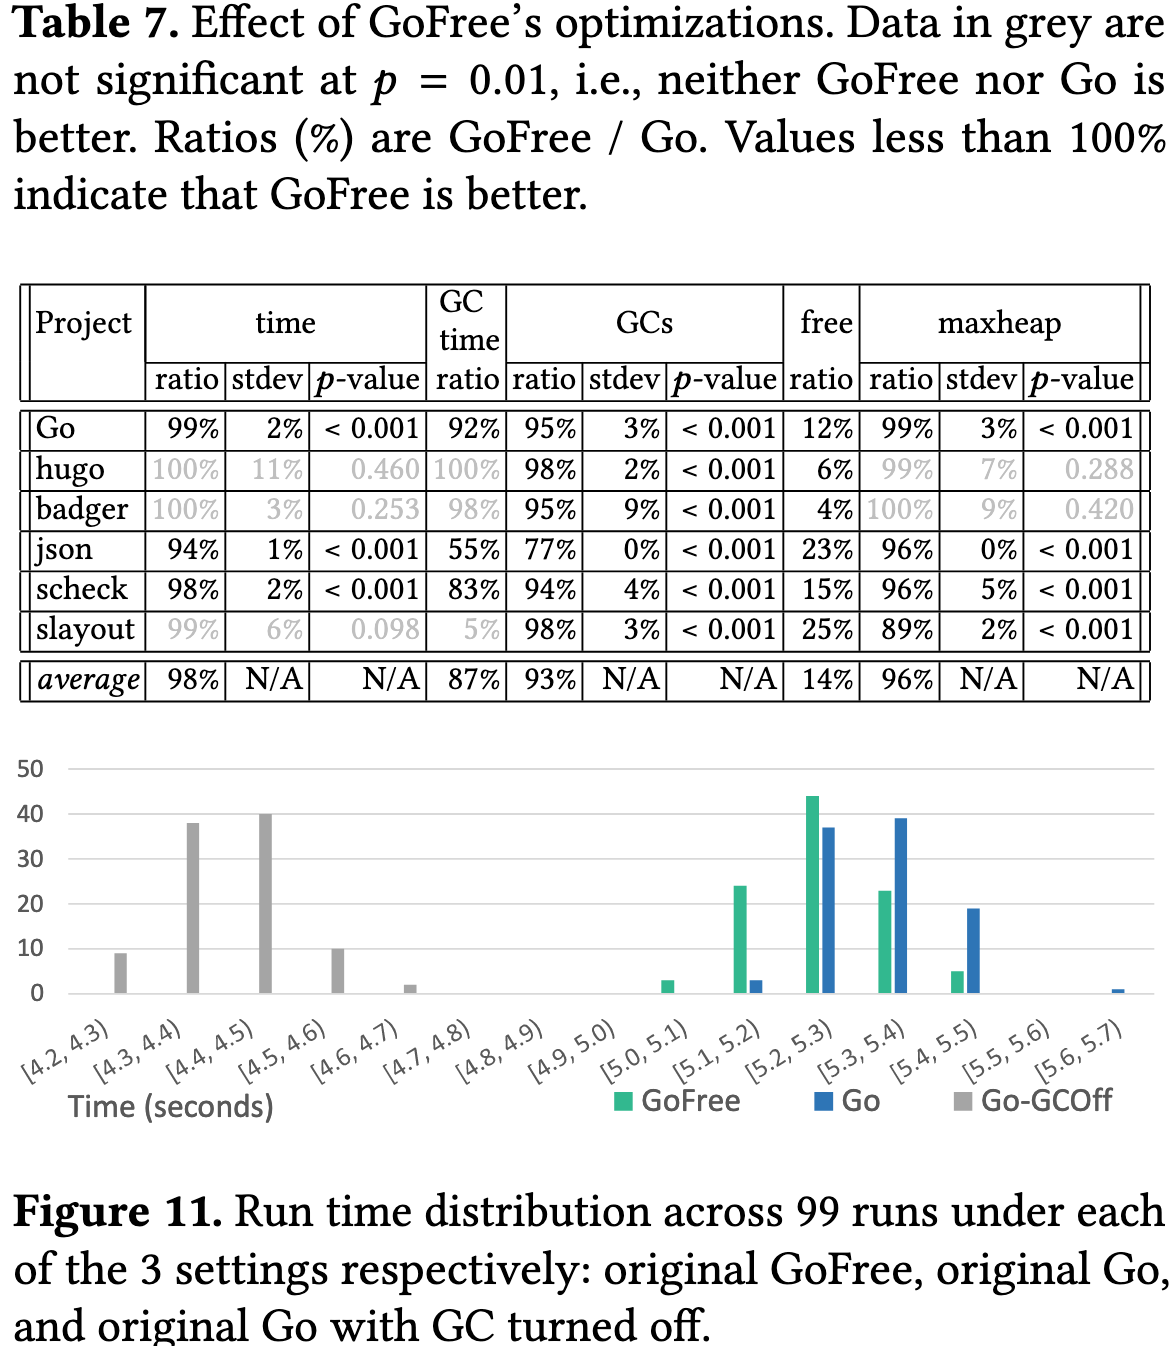 Table 7. Effect of GoFree’s optimizations. Data in grey are
not significant at p = 0.01, i.e., neither GoFree nor Go is
better. Ratios (%) are GoFree / Go. Values less than 100%
indicate that GoFree is better.
Project time GC time GCs free maxheap
ratio stdev p-value ratio ratio stdev p-value ratio ratio stdev p-value
Go 99% 2% < 0.001 92% 95% 3% < 0.001 12% 99% 3% < 0.001
hugo 100% 11% 0.460 100% 98% 2% < 0.001 6% 99% 7% 0.288
badger 100% 3% 0.253 98% 95% 9% < 0.001 4% 100% 9% 0.420
json 94% 1% < 0.001 55% 77% 0% < 0.001 23% 96% 0% < 0.001
scheck 98% 2% < 0.001 83% 94% 4% < 0.001 15% 96% 5% < 0.001
slayout 99% 6% 0.098 5% 98% 3% < 0.001 25% 89% 2% < 0.001
average 98% N/A N/A 87% 93% N/A N/A 14% 96% N/A N/A
50
40
30
20
10
0
[4.2, 4.3) [4.3, 4.4) [4.4, 4.5) [4.5, 4.6) [4.6, 4.7) [4.7, 4.8) [4.8, 4.9) [4.9, 5.0) [5.0, 5.1) [5.1, 5.2) [5.2, 5.3) [5.3, 5.4) [5.4, 5.5) [5.5, 5.6) [5.6, 5.7)
Time (seconds) GoFree Go Go-GCOff
Figure 11. Run time distribution across 99 runs under each
of the 3 settings respectively: original GoFree, original Go,
and original Go with GC turned off.